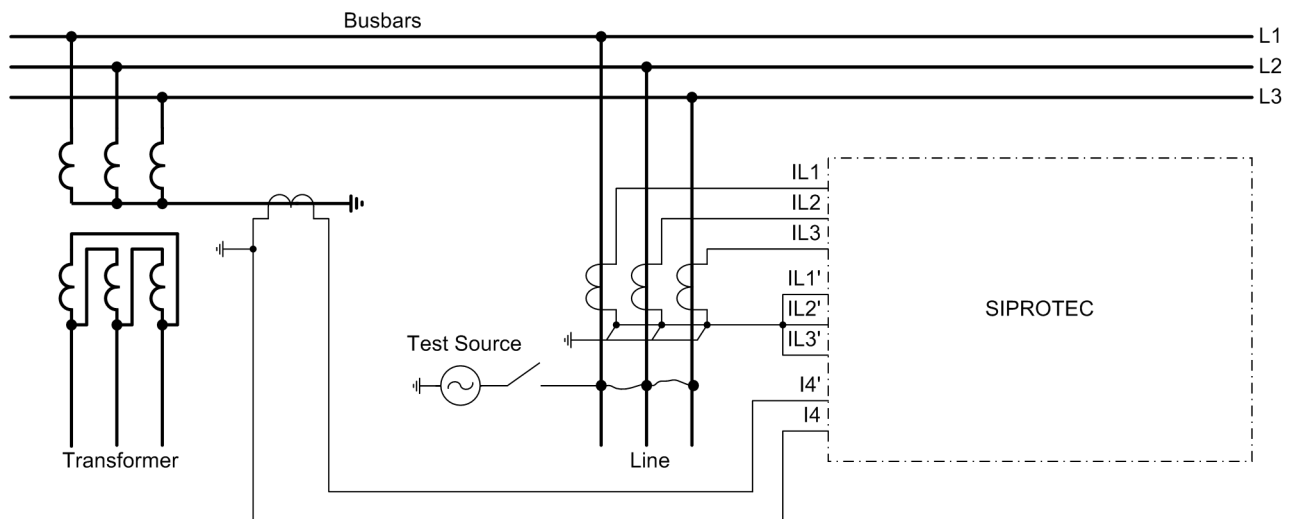 Busbars
L1
L2
L3
IL1
IL2
IL3
IL1'
IL2'
IL3'
SIPROTEC
Test Source
I4'
I4
Transformer
Line